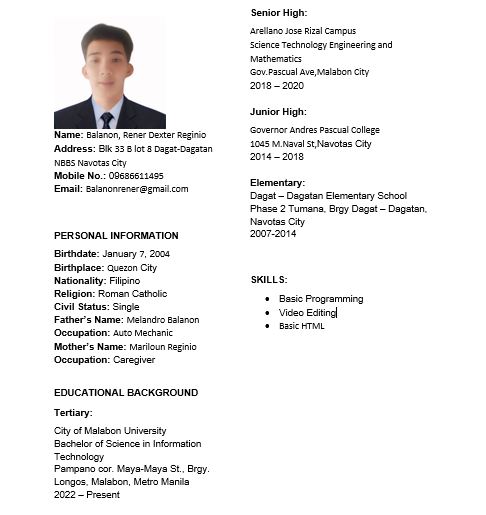 Name: Balanon, Rener Dexter Reginio
Address: Blk 33 B lot 8 Dagat-Dagatan
NBBS Navotas City
Mobile No.: 09686611495
Email: Balanonrener@gmail.com
PERSONAL INFORMATION
Birthdate: January 7, 2004
Birthplace: Quezon City
Nationality: Filipino
Religion: Roman Catholic
Civil Status: Single
Father's Name: Melandro Balanon
Occupation: Auto Mechanic
Mother's Name: Mariloun Reginio
Occupation: Caregiver
EDUCATIONAL BACKGROUND
Tertiary:
City of Malabon University
Bachelor of Science in Information
Technology
Pampano cor. Maya-Maya St., Brgy.
Longos, Malabon, Metro Manila
2022 – Present
Senior High:
Arellano Jose Rizal Campus
Science Technology Engineering and
Mathematics
Gov.Pascual Ave,Malabon City
2018 – 2020
Junior High:
Governor Andres Pascual College
1045 M.Naval St,Navotas City
2014 – 2018
Elementary:
Dagat – Dagatan Elementary School
Phase 2 Tumana, Brgy Dagat – Dagatan,
Navotas City
2007-2014
SKILLS:
• Basic Programming
• Video Editing
• Basic HTML